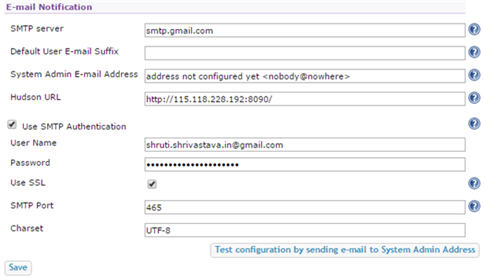 E-mail Notification
SMTP server smtp.gmail.com
Default User E-mail Suffix
System Admin E-mail Address address not configured yet <nobody@nowhere>
Hudson URL http://115.118.228.192:8090/
Use SMTP Authentication
User Name shruti.shrivastava.in@gmail.com
Password •••••••••••••••••••••
Use SSL
SMTP Port 465
Charset UTF-8
Test configuration by sending e-mail to System Admin Address
Save